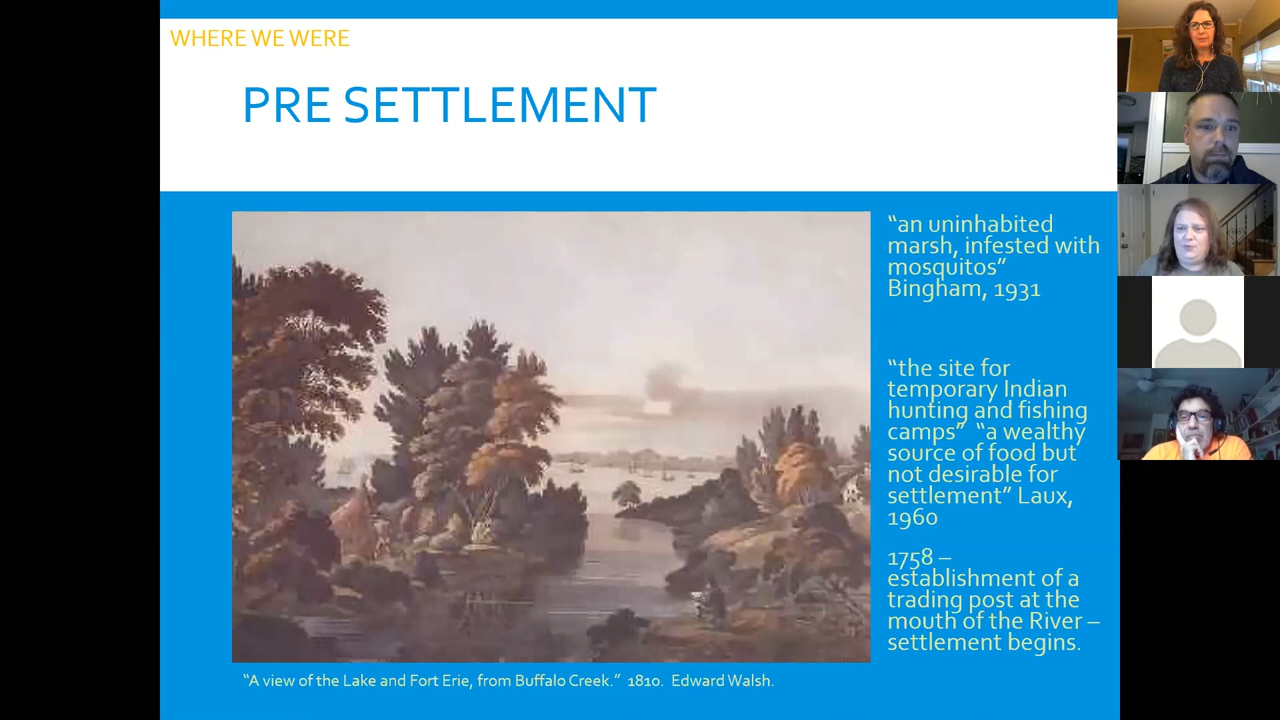 WHERE WE WERE
PRE SETTLEMENT
“an uninhabited
marsh, infested with
mosquitos”
Bingham, 1931
“the site for
temporary Indian
hunting and fishing
camps”  “a wealthy
source of food but
not desirable for
settlement” Laux,
1960
1758 –
establishment of a
trading post at the
mouth of the River –
settlement begins.
“A view of the Lake and Fort Erie, from Buffalo Creek.”  1810.  Edward Walsh.